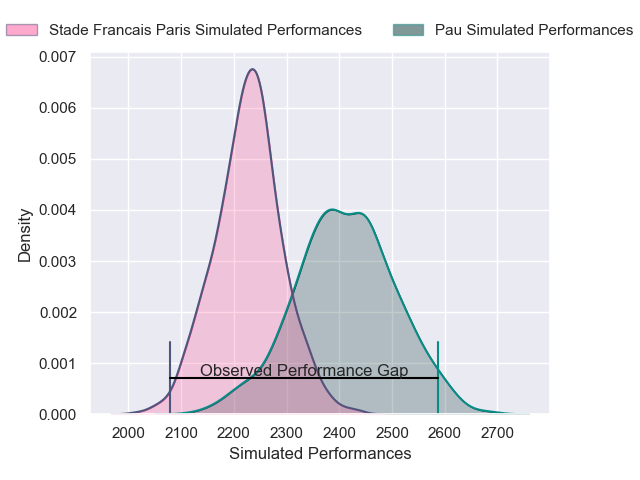 Stade Francais Paris Simulated Performances Pau Simulated Performances
0.007
0.006
0.005
0.004
0.003
0.002
0.001
0.000
Density
Observed Performance Gap
2000 2100 2200 2300 2400 2500 2600 2700
Simulated Performances